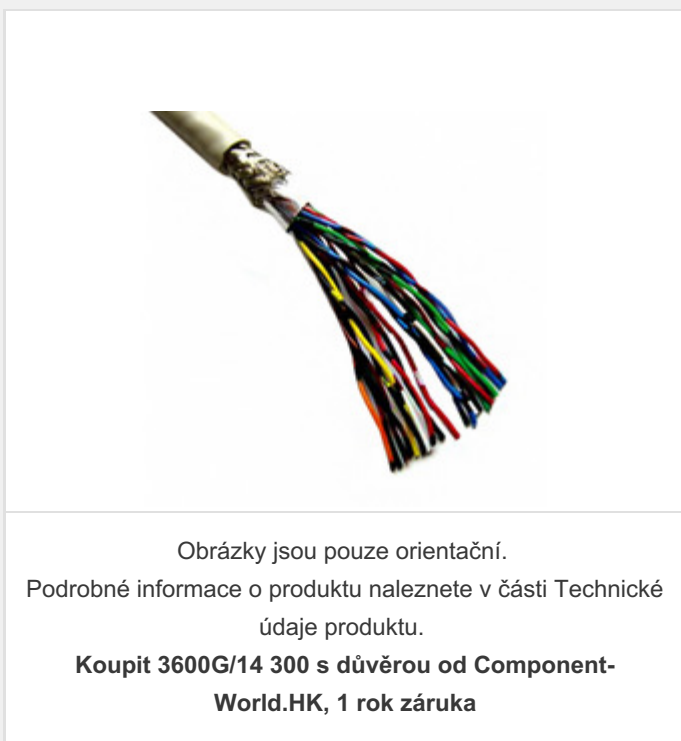 Obrázky jsou pouze orientační.
Podrobné informace o produktu naleznete v části Technické
údaje produktu.
Koupit 3600G/14 300 s důvěrou od Component-
World.HK, 1 rok záruka